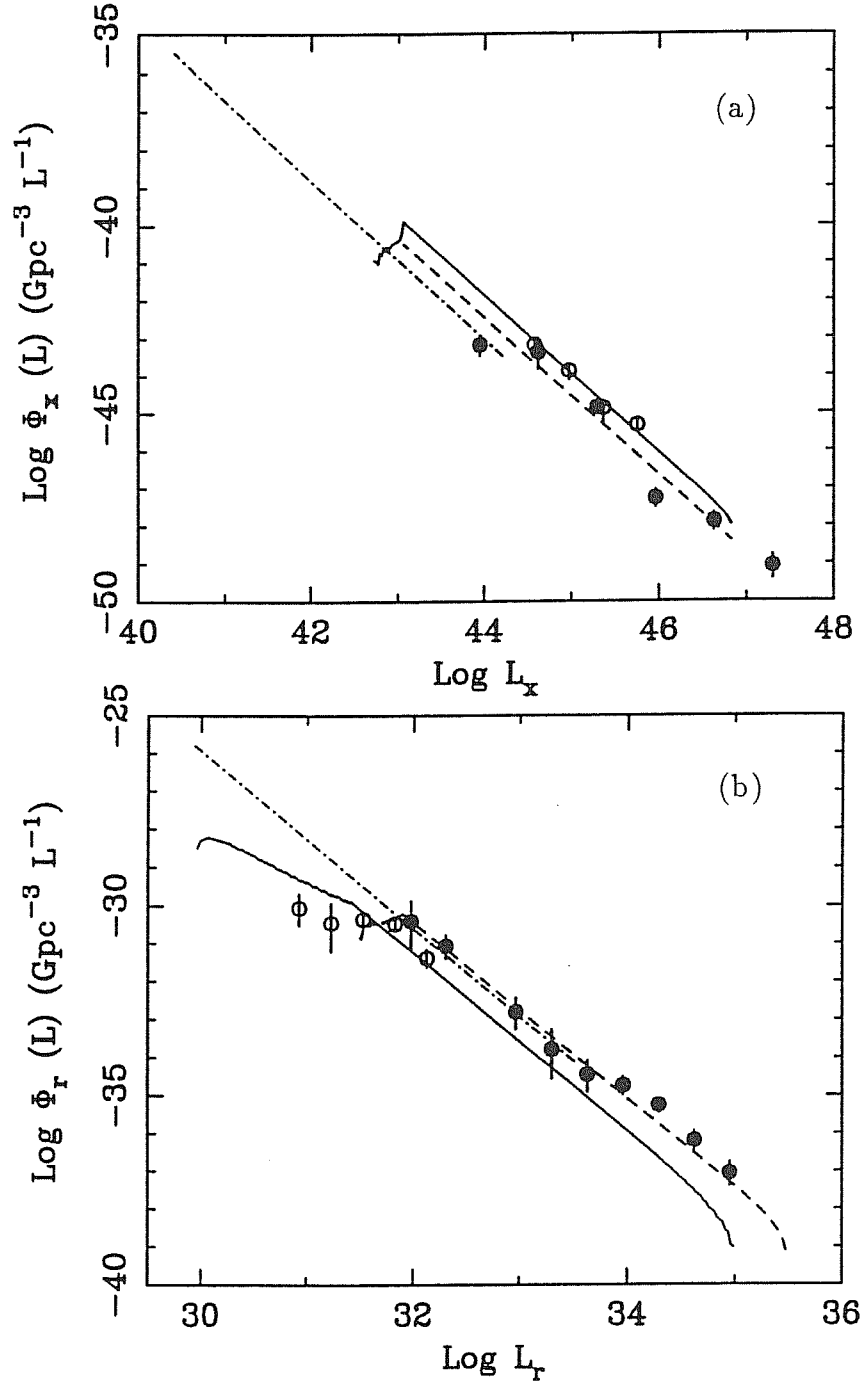 (a)
Log Φ_x (L) (Gpc⁻³ L⁻¹)
−35
−40
−45
−50
40 42 44 46 48
Log L_x
(b)
Log Φ_r (L) (Gpc⁻³ L⁻¹)
−25
−30
−35
−40
30 32 34 36
Log L_r